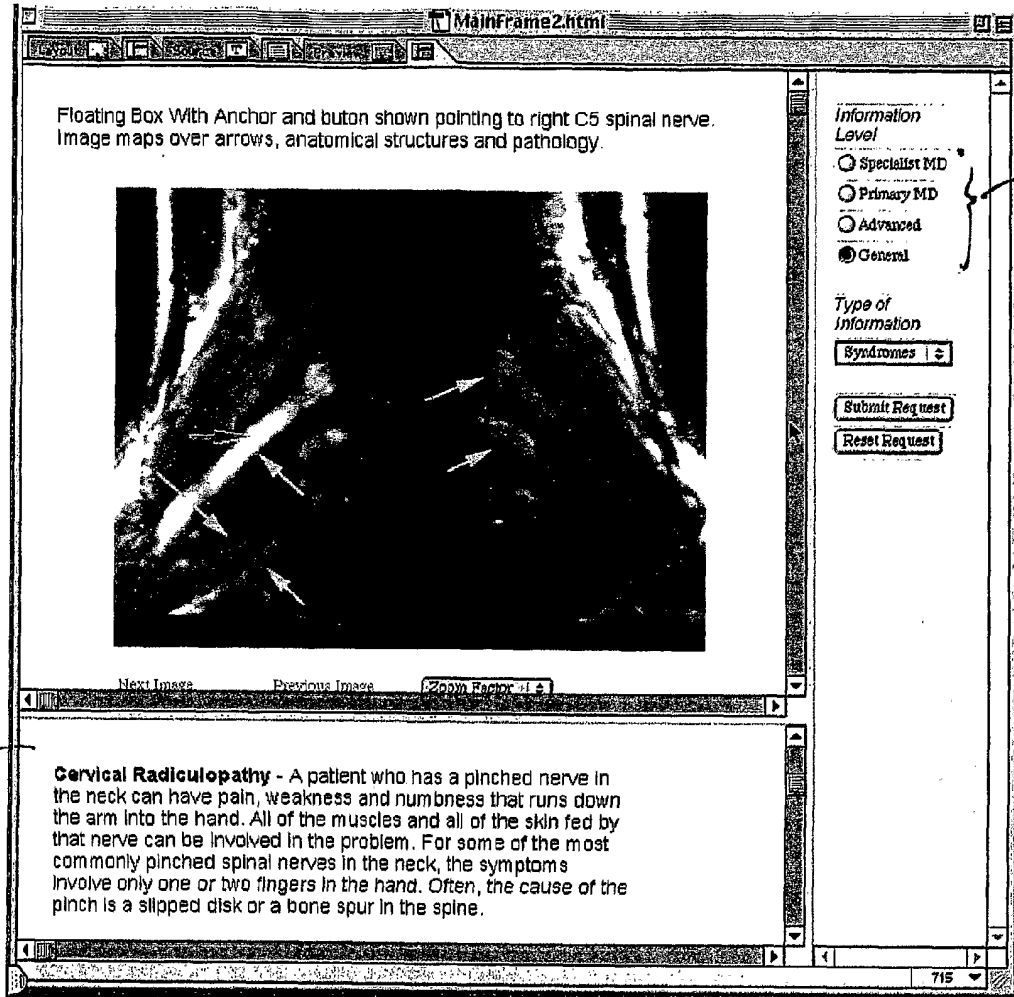 MainFrame2.html
Layout
Source
Preview
Floating Box With Anchor and buton shown pointing to right C5 spinal nerve.
Image maps over arrows, anatomical structures and pathology.
Next Image Previous Image Zoom Factor
Information
Level
Specialist MD
Primary MD
Advanced
General
Type of
Information
Syndromes
Submit Request
Reset Request
Cervical Radiculopathy - A patient who has a pinched nerve in
the neck can have pain, weakness and numbness that runs down
the arm into the hand. All of the muscles and all of the skin fed by
that nerve can be involved in the problem. For some of the most
commonly pinched spinal nerves in the neck, the symptoms
involve only one or two fingers in the hand. Often, the cause of the
pinch is a slipped disk or a bone spur in the spine.
715